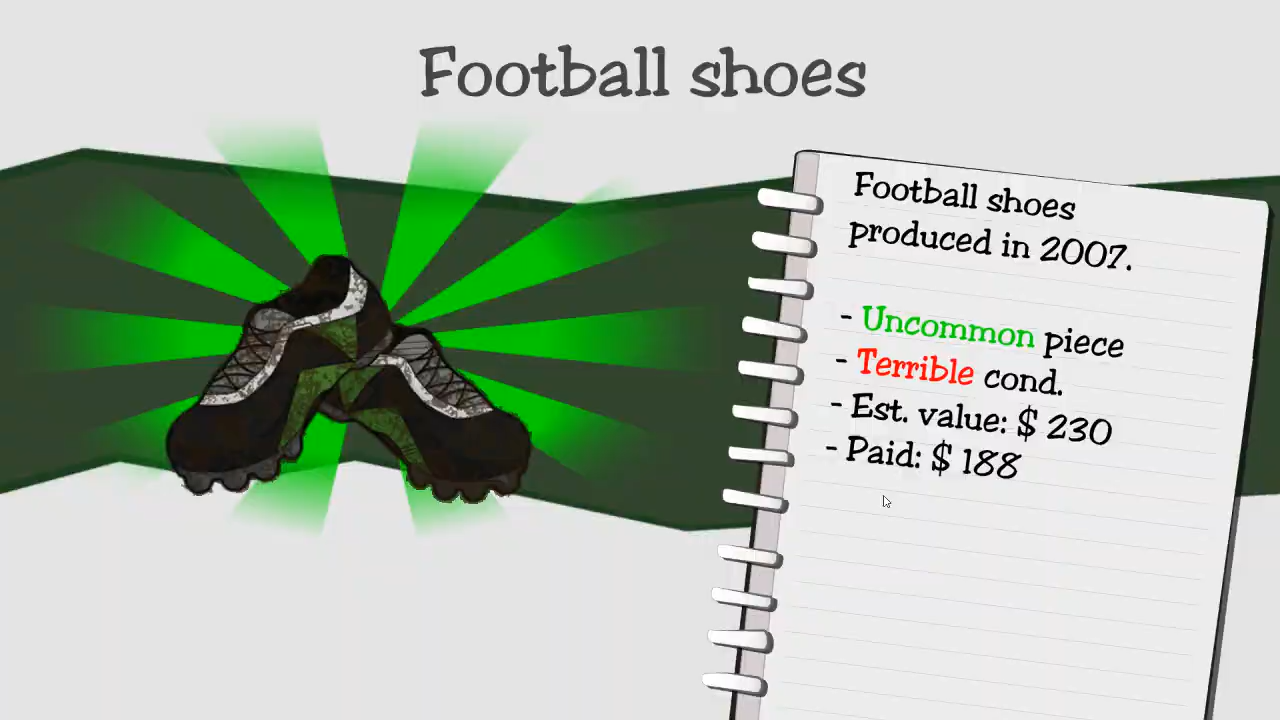 Football shoes
Football shoes
produced in 2007.
- Uncommon piece
- Terrible cond.
- Est. value: $ 230
- Paid: $ 188